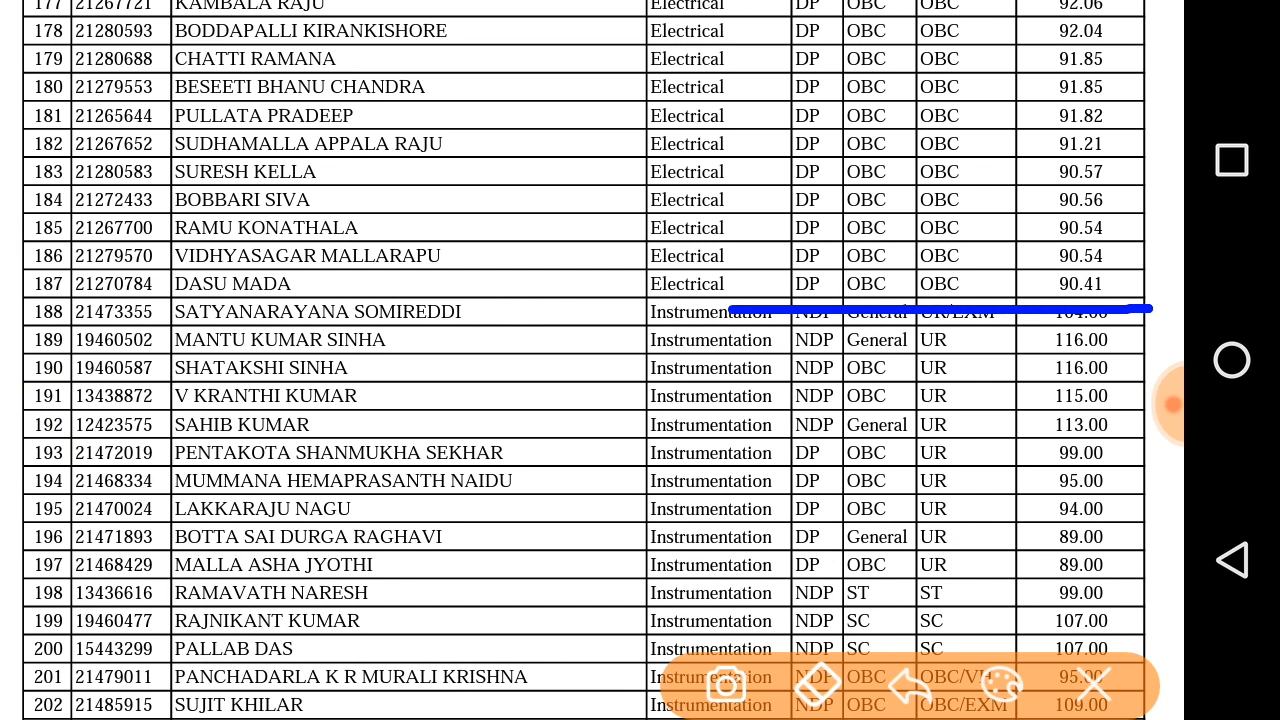 177 21267721 KAMBALA RAJU Electrical DP OBC OBC 92.06
178 21280593 BODDAPALLI KIRANKISHORE Electrical DP OBC OBC 92.04
179 21280688 CHATTI RAMANA Electrical DP OBC OBC 91.85
180 21279553 BESEETI BHANU CHANDRA Electrical DP OBC OBC 91.85
181 21265644 PULLATA PRADEEP Electrical DP OBC OBC 91.82
182 21267652 SUDHAMALLA APPALA RAJU Electrical DP OBC OBC 91.21
183 21280583 SURESH KELLA Electrical DP OBC OBC 90.57
184 21272433 BOBBARI SIVA Electrical DP OBC OBC 90.56
185 21267700 RAMU KONATHALA Electrical DP OBC OBC 90.54
186 21279570 VIDHYASAGAR MALLARAPU Electrical DP OBC OBC 90.54
187 21270784 DASU MADA Electrical DP OBC OBC 90.41
188 21473355 SATYANARAYANA SOMIREDDI Instrumentation NDP General UR/EXM 104.00
189 19460502 MANTU KUMAR SINHA Instrumentation NDP General UR 116.00
190 19460587 SHATAKSHI SINHA Instrumentation NDP OBC UR 116.00
191 13438872 V KRANTHI KUMAR Instrumentation NDP OBC UR 115.00
192 12423575 SAHIB KUMAR Instrumentation NDP General UR 113.00
193 21472019 PENTAKOTA SHANMUKHA SEKHAR Instrumentation DP OBC UR 99.00
194 21468334 MUMMANA HEMAPRASANTH NAIDU Instrumentation DP OBC UR 95.00
195 21470024 LAKKARAJU NAGU Instrumentation DP OBC UR 94.00
196 21471893 BOTTA SAI DURGA RAGHAVI Instrumentation DP General UR 89.00
197 21468429 MALLA ASHA JYOTHI Instrumentation DP OBC UR 89.00
198 13436616 RAMAVATH NARESH Instrumentation NDP ST ST 99.00
199 19460477 RAJNIKANT KUMAR Instrumentation NDP SC SC 107.00
200 15443299 PALLAB DAS Instrumentation NDP SC SC 107.00
201 21479011 PANCHADARLA K R MURALI KRISHNA Instrumentation NDP OBC 95.00
202 21485915 SUJIT KHILAR Instrumentation NDP OBC OBC/EXM 109.00